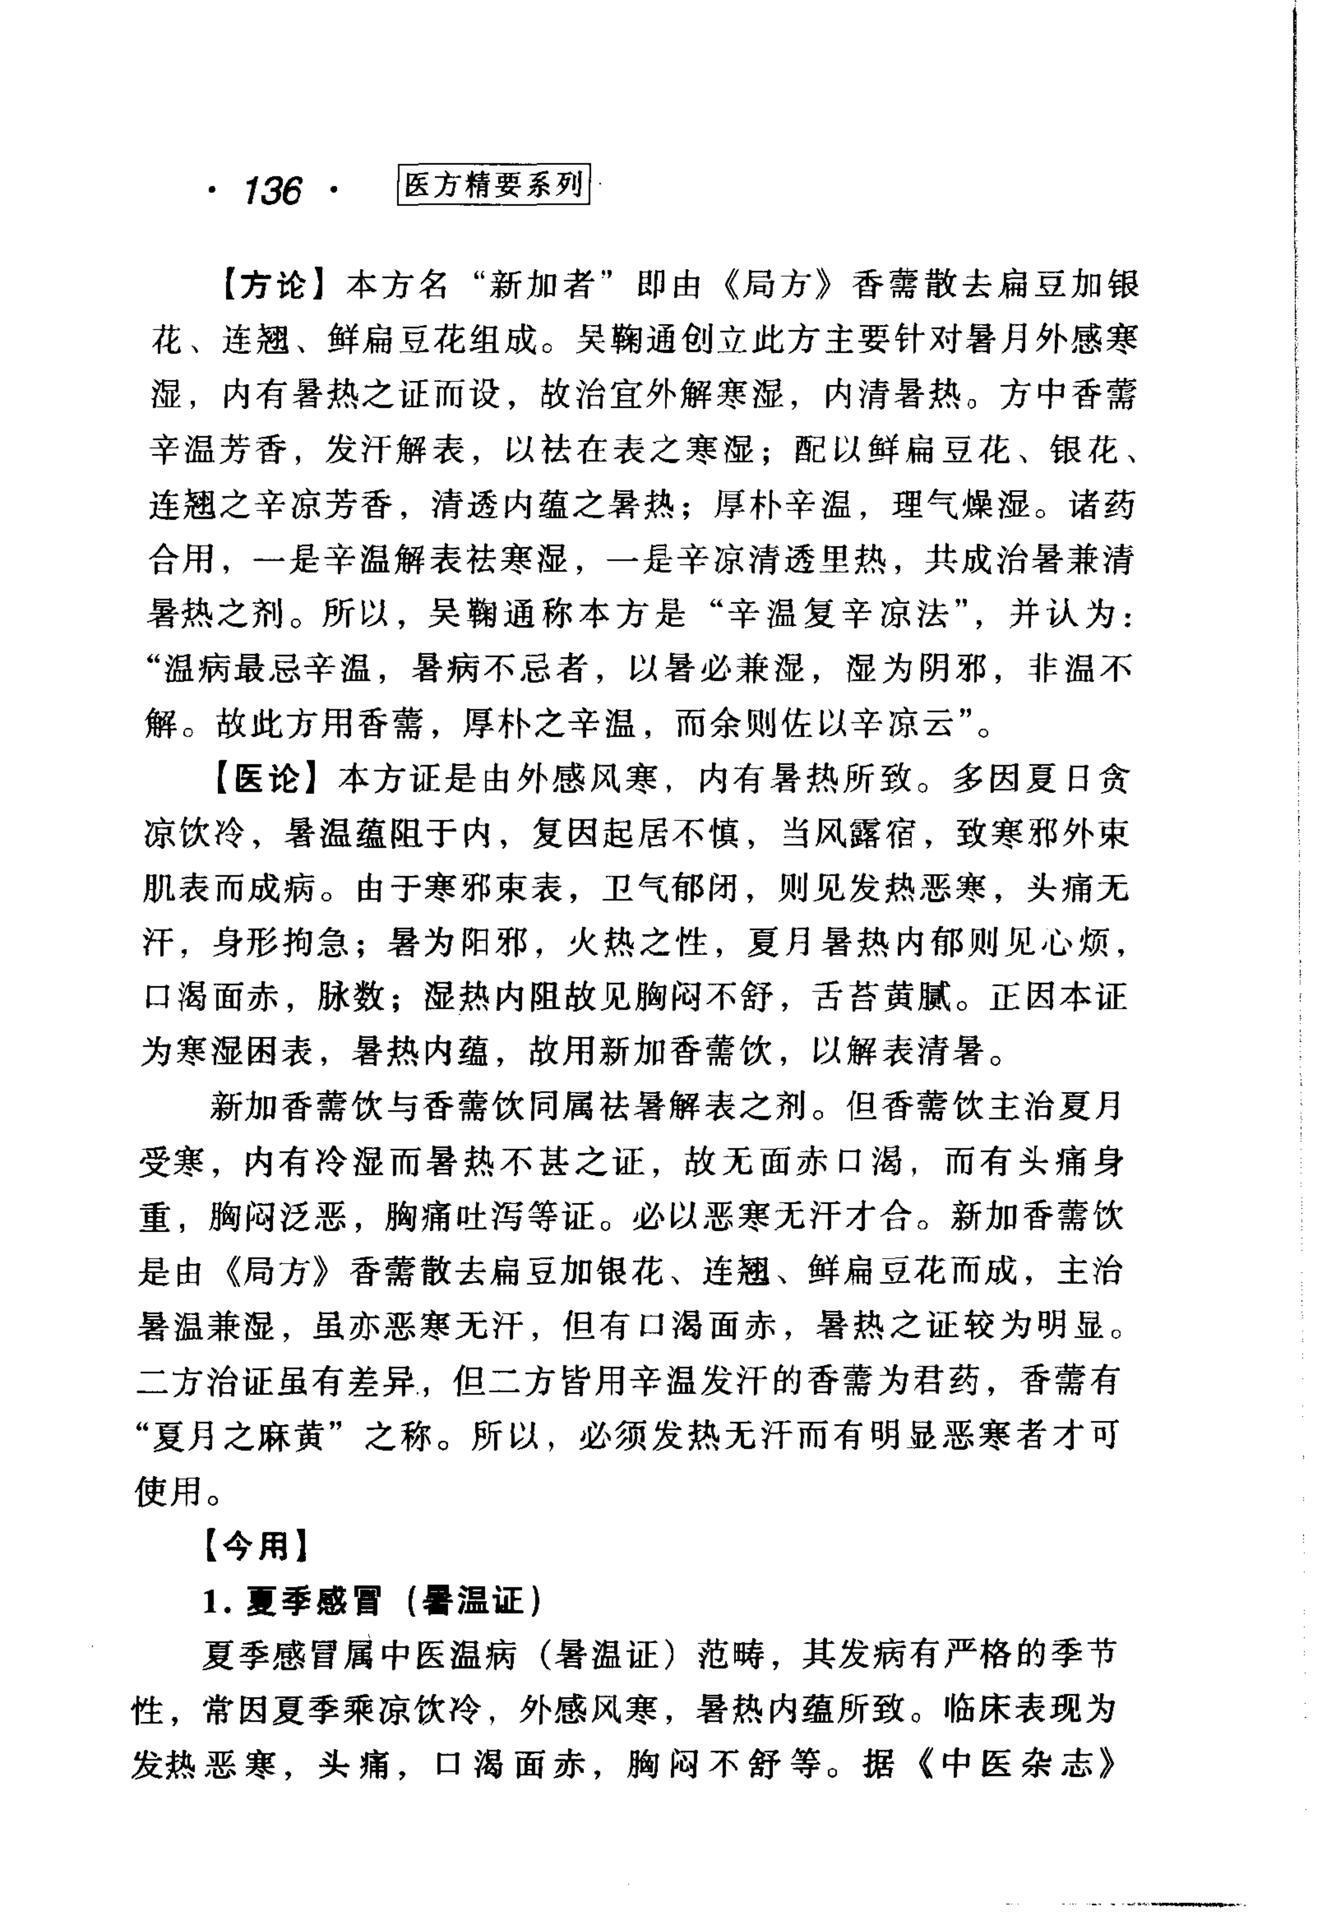 · 136 · 医方精要系列
【方论】本方名“新加者”即由《局方》香薷散去扁豆加银
花、连翘、鲜扁豆花组成。吴鞠通创立此方主要针对暑月外感寒
湿，内有暑热之证而设，故治宜外解寒湿，内清暑热。方中香薷
辛温芳香，发汗解表，以祛在表之寒湿；配以鲜扁豆花、银花、
连翘之辛凉芳香，清透内蕴之暑热；厚朴辛温，理气燥湿。诸药
合用，一是辛温解表祛寒湿，一是辛凉清透里热，共成治暑兼清
暑热之剂。所以，吴鞠通称本方是“辛温复辛凉法”，并认为：
“温病最忌辛温，暑病不忌者，以暑必兼湿，湿为阴邪，非温不
解。故此方用香薷，厚朴之辛温，而余则佐以辛凉云”。
【医论】本方证是由外感风寒，内有暑热所致。多因夏日贪
凉饮冷，暑温蕴阻于内，复因起居不慎，当风露宿，致寒邪外束
肌表而成病。由于寒邪束表，卫气郁闭，则见发热恶寒，头痛无
汗，身形拘急；暑为阳邪，火热之性，夏月暑热内郁则见心烦，
口渴面赤，脉数；湿热内阻故见胸闷不舒，舌苔黄腻。正因本证
为寒湿困表，暑热内蕴，故用新加香薷饮，以解表清暑。
新加香薷饮与香薷饮同属祛暑解表之剂。但香薷饮主治夏月
受寒，内有冷湿而暑热不甚之证，故无面赤口渴，而有头痛身
重，胸闷泛恶，胸痛吐泻等证。必以恶寒无汗才合。新加香薷饮
是由《局方》香薷散去扁豆加银花、连翘、鲜扁豆花而成，主治
暑温兼湿，虽亦恶寒无汗，但有口渴面赤，暑热之证较为明显。
二方治证虽有差异，但二方皆用辛温发汗的香薷为君药，香薷有
“夏月之麻黄”之称。所以，必须发热无汗而有明显恶寒者才可
使用。
【今用】
1. 夏季感冒（暑温证）
夏季感冒属中医温病（暑温证）范畴，其发病有严格的季节
性，常因夏季乘凉饮冷，外感风寒，暑热内蕴所致。临床表现为
发热恶寒，头痛，口渴面赤，胸闷不舒等。据《中医杂志》